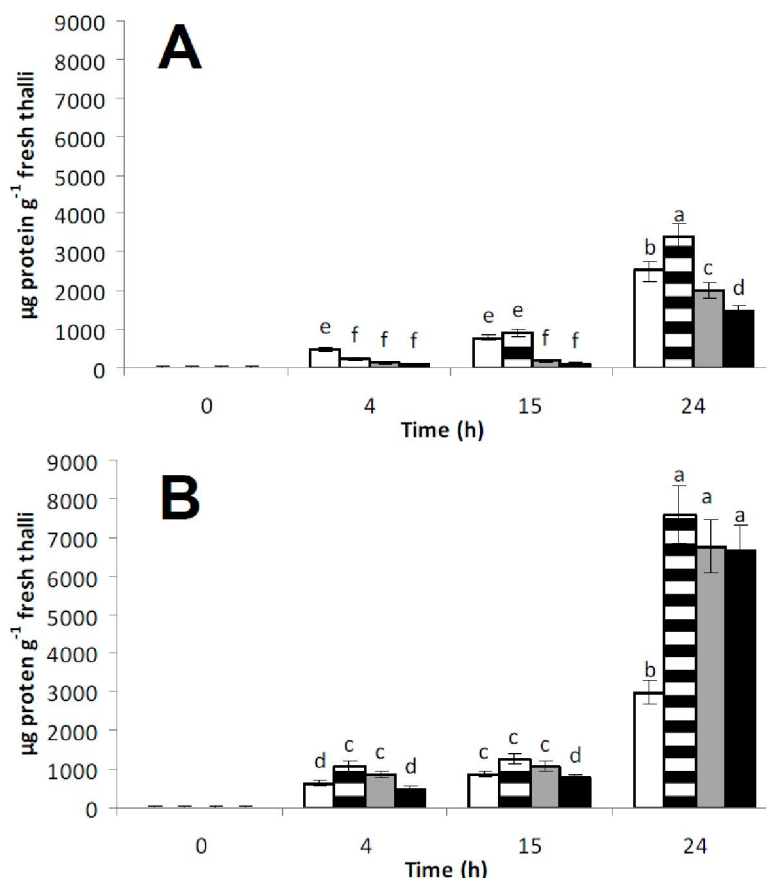 A
µg protein g⁻¹ fresh thalli
9000
8000
7000
6000
5000
4000
3000
2000
1000
0
e f f f
e e f f
b a c d
0 4 15 24
Time (h)
B
µg proten g⁻¹ fresh thalli
9000
8000
7000
6000
5000
4000
3000
2000
1000
0
d c c d
c c c d
b a a a
0 4 15 24
Time (h)